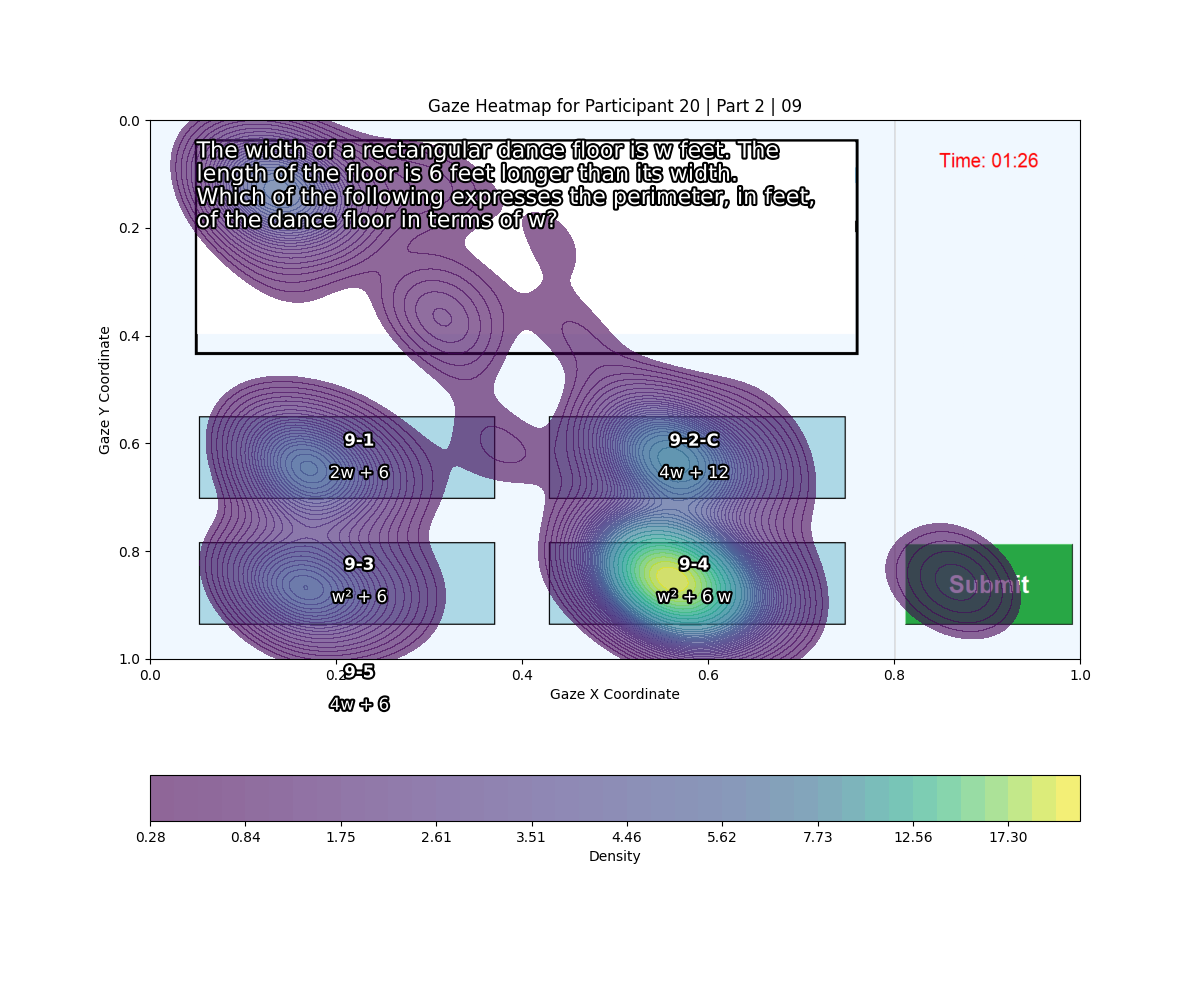 Gaze Heatmap for Participant 20 | Part 2 | 09
The width of a rectangular dance floor is w feet. The
length of the floor is 6 feet longer than its width.
Which of the following expresses the perimeter, in feet,
of the dance floor in terms of w?
Time: 01:26
9-1
2w + 6
9-2-C
4w + 12
9-3
w² + 6
9-4
w² + 6 w
Submit
9-5
4w + 6
0.0
0.2
0.4
0.6
0.8
1.0
Gaze Y Coordinate
0.0 0.2 0.4 0.6 0.8 1.0
Gaze X Coordinate
0.28 0.84 1.75 2.61 3.51 4.46 5.62 7.73 12.56 17.30
Density